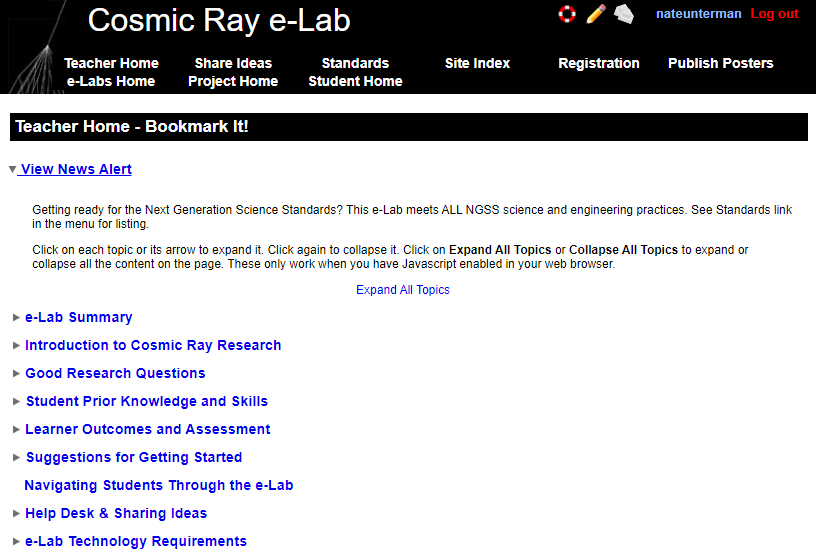 Cosmic Ray e-Lab
nateunterman Log out
Teacher Home Share Ideas Standards Site Index Registration Publish Posters
e-Labs Home Project Home Student Home
Teacher Home - Bookmark It!
View News Alert
Getting ready for the Next Generation Science Standards? This e-Lab meets ALL NGSS science and engineering practices. See Standards link
in the menu for listing.
Click on each topic or its arrow to expand it. Click again to collapse it. Click on Expand All Topics or Collapse All Topics to expand or
collapse all the content on the page. These only work when you have Javascript enabled in your web browser.
Expand All Topics
e-Lab Summary
Introduction to Cosmic Ray Research
Good Research Questions
Student Prior Knowledge and Skills
Learner Outcomes and Assessment
Suggestions for Getting Started
Navigating Students Through the e-Lab
Help Desk & Sharing Ideas
e-Lab Technology Requirements